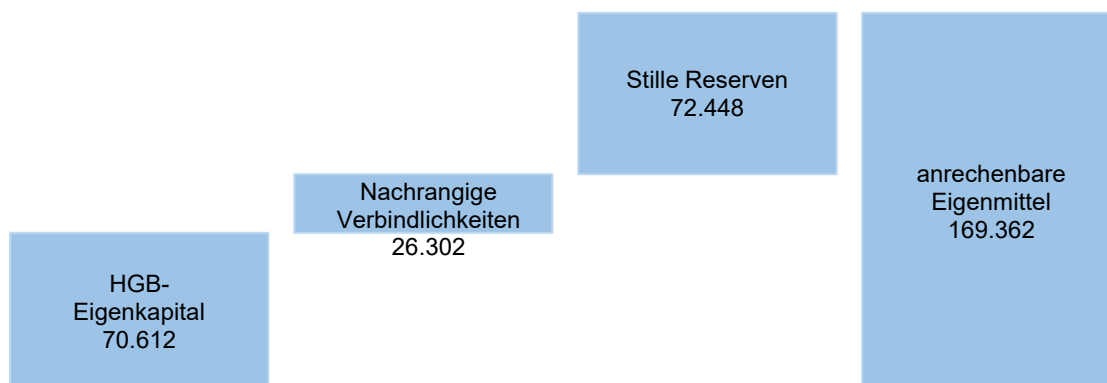 HGB-
Eigenkapital
70.612
Nachrangige
Verbindlichkeiten
26.302
Stille Reserven
72.448
anrechenbare
Eigenmittel
169.362